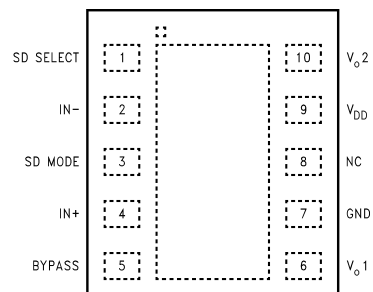 SD SELECT 1 10 Vo2
IN- 2 9 VDD
SD MODE 3 8 NC
IN+ 4 7 GND
BYPASS 5 6 Vo1